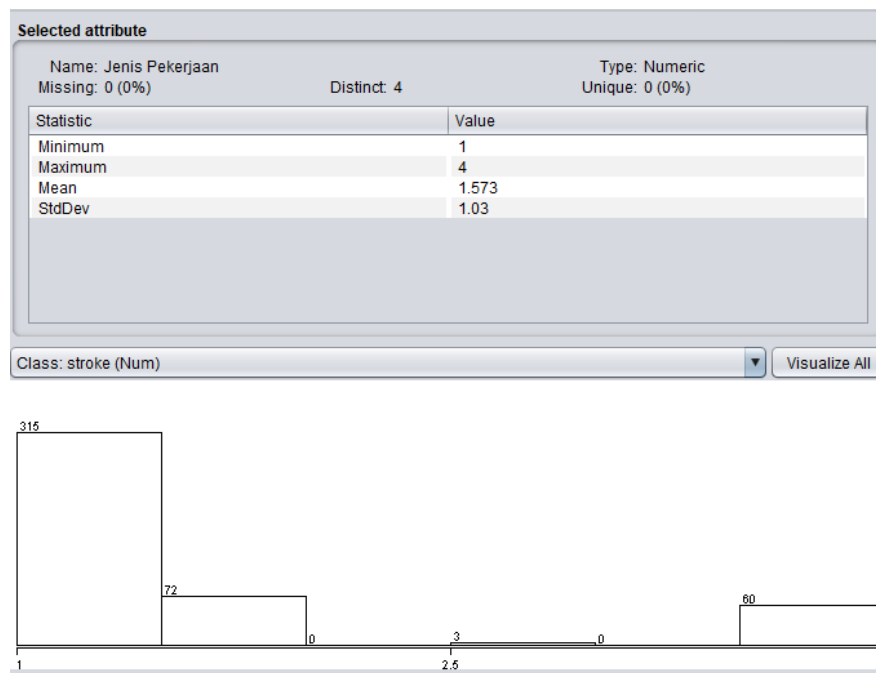 Selected attribute
Name: Jenis Pekerjaan Type: Numeric
Missing: 0 (0%) Distinct: 4 Unique: 0 (0%)
Statistic Value
Minimum 1
Maximum 4
Mean 1.573
StdDev 1.03
Class: stroke (Num) Visualize All
315
72
0
3
0
60
1 2.5